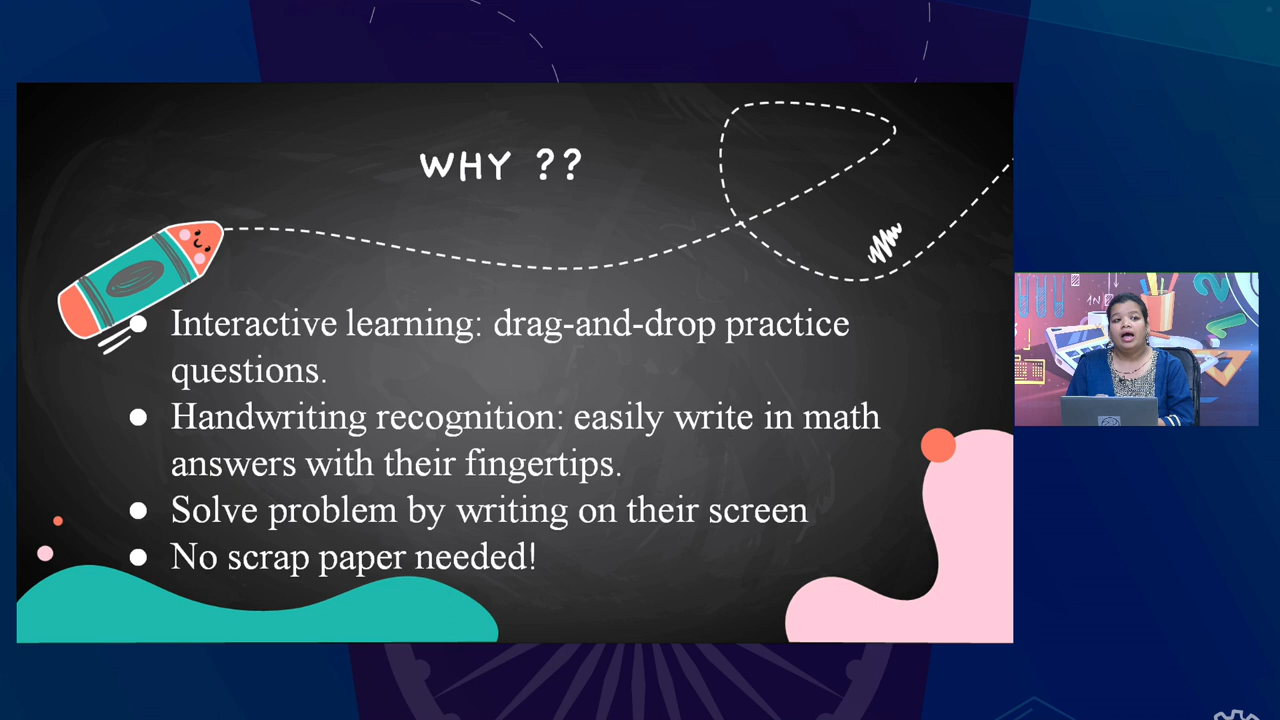 WHY ??
● Interactive learning: drag-and-drop practice
questions.
● Handwriting recognition: easily write in math
answers with their fingertips.
● Solve problem by writing on their screen
● No scrap paper needed!